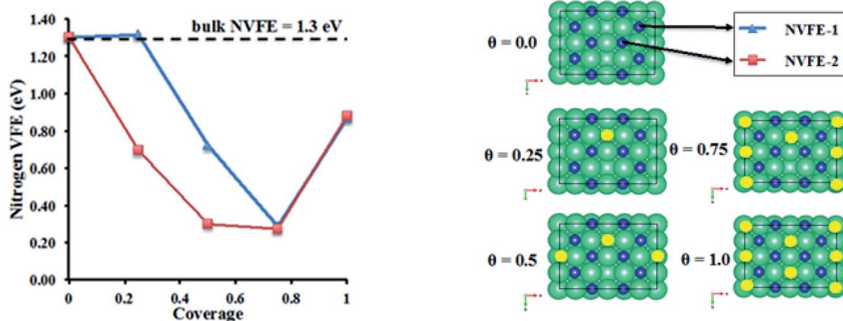 bulk NVFE = 1.3 eV
Nitrogen VFE (eV)
1.40
1.20
1.00
0.80
0.60
0.40
0.20
0.00
0
0.2
0.4
0.6
0.8
1
Coverage
θ = 0.0
NVFE-1
NVFE-2
θ = 0.25
θ = 0.75
θ = 0.5
θ = 1.0